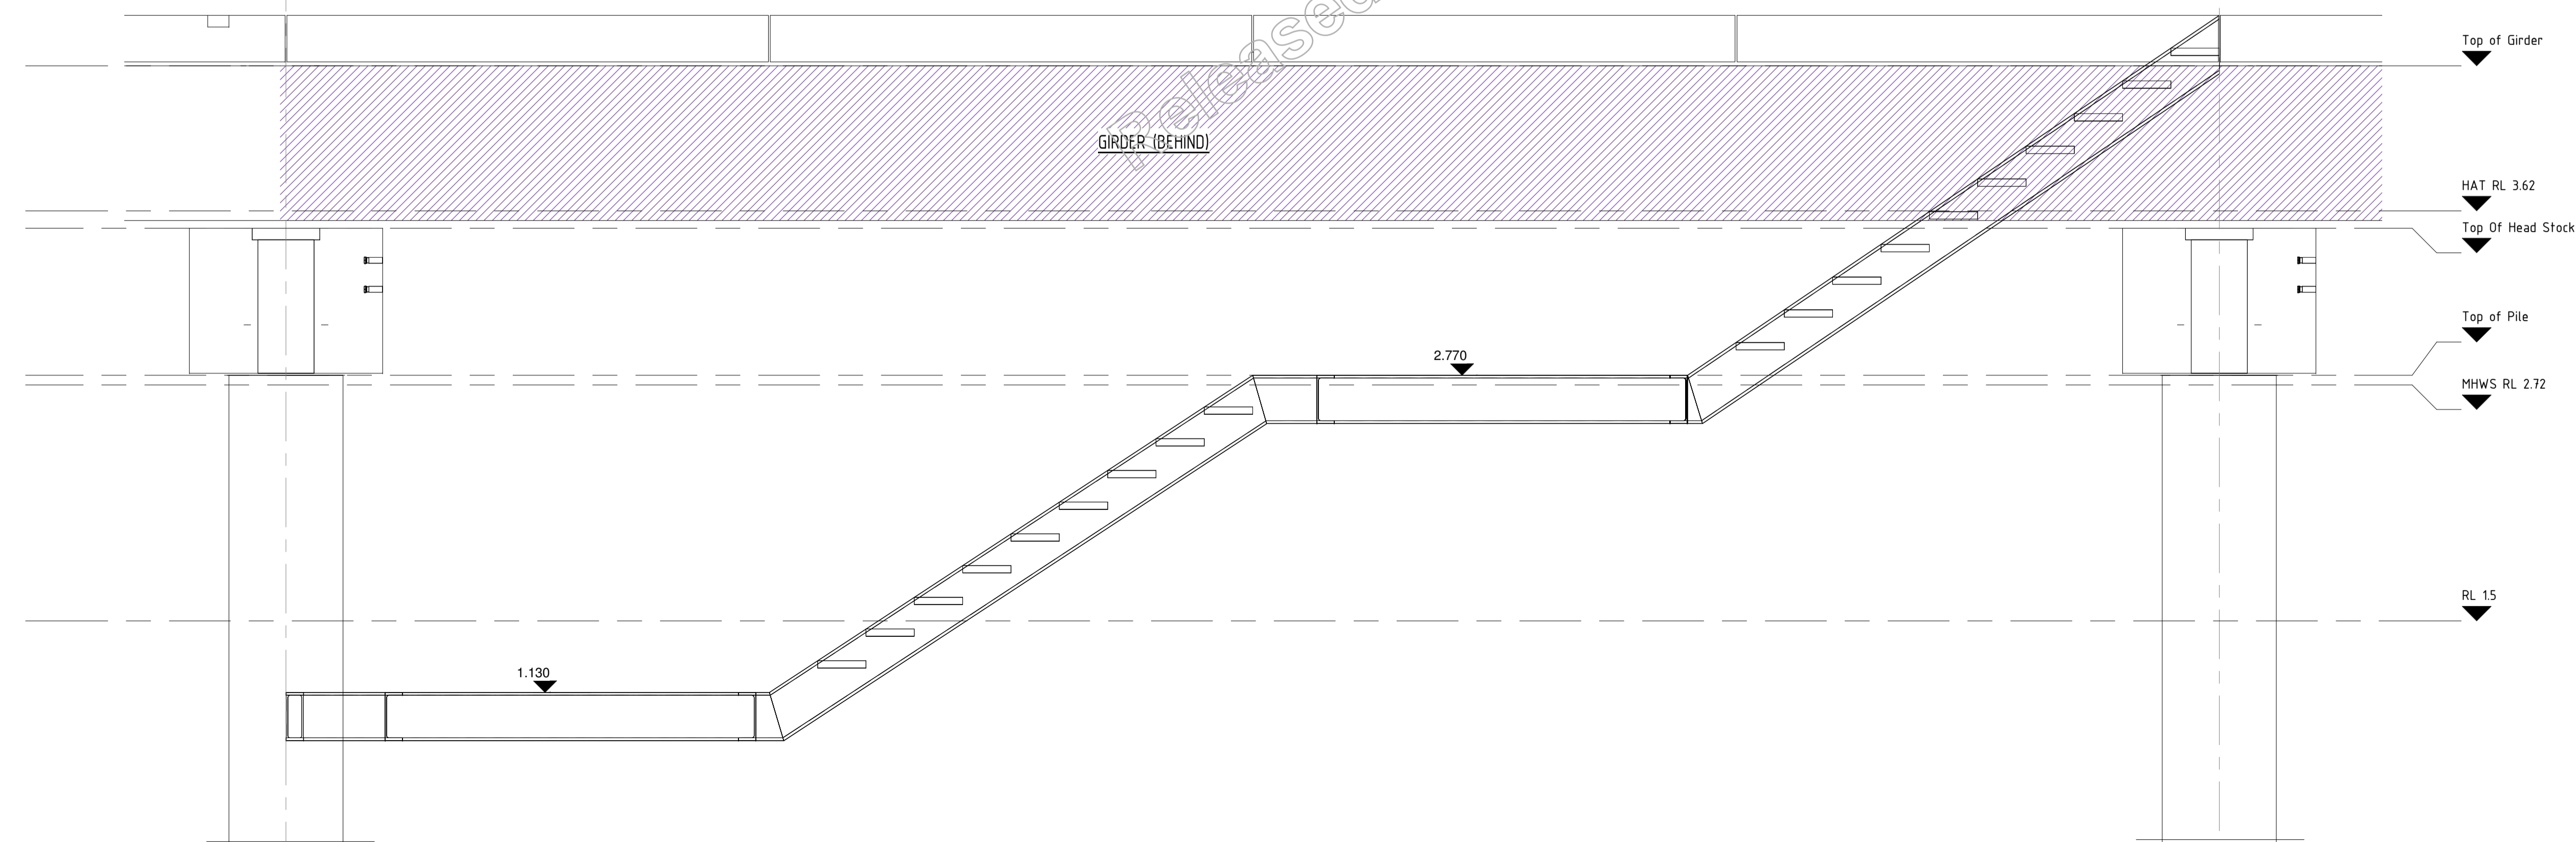 Released
Top of Girder
GIRDER (BEHIND)
HAT RL 3.62
Top Of Head Stock
Top of Pile
2.770
MHWS RL 2.72
RL 1.5
1.130